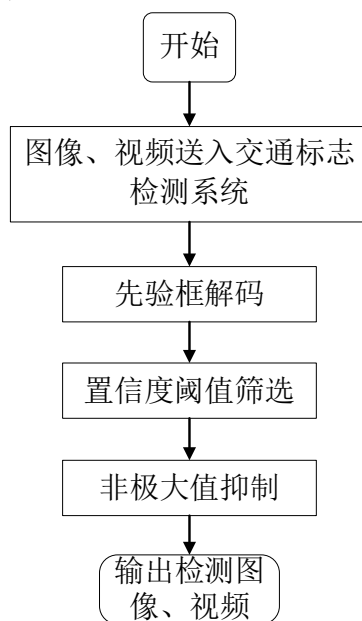 开始
图像、视频送入交通标志
检测系统
先验框解码
置信度阈值筛选
非极大值抑制
输出检测图
像、视频